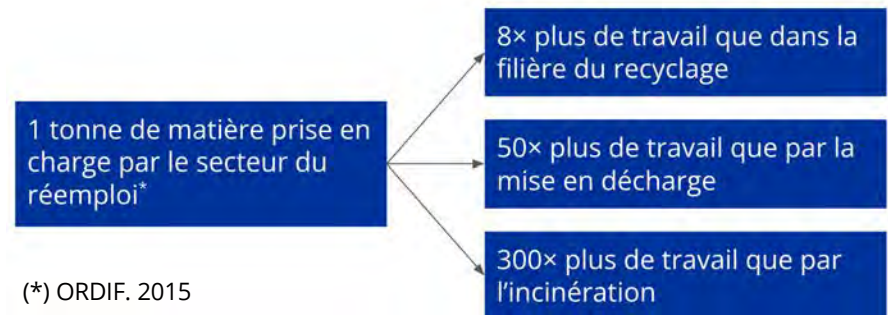 8× plus de travail que dans la
filière du recyclage
1 tonne de matière prise en
charge par le secteur du
réemploi*
50× plus de travail que par la
mise en décharge
300× plus de travail que par
l'incinération
(*) ORDIF. 2015